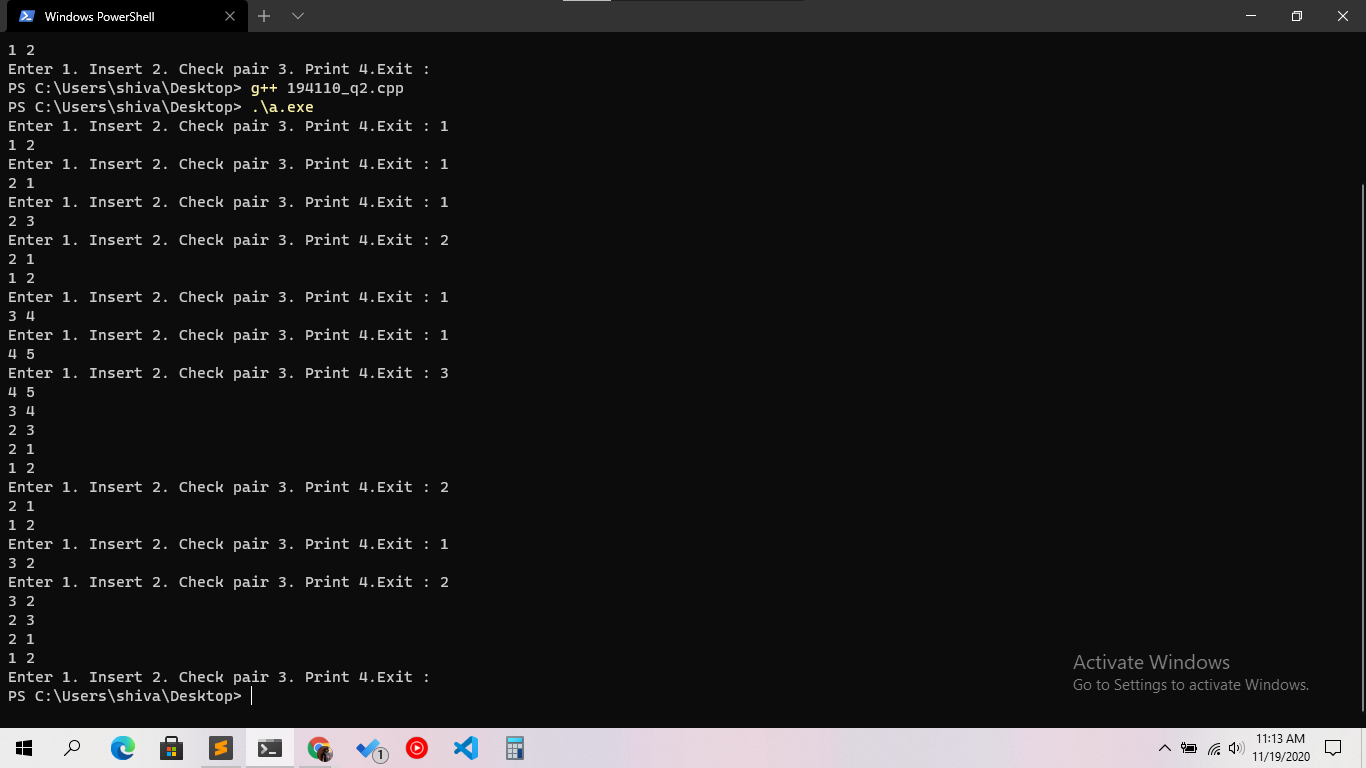 Windows PowerShell
1 2
Enter 1. Insert 2. Check pair 3. Print 4.Exit :
PS C:\Users\shiva\Desktop> g++ 194110_q2.cpp
PS C:\Users\shiva\Desktop> .\a.exe
Enter 1. Insert 2. Check pair 3. Print 4.Exit : 1
1 2
Enter 1. Insert 2. Check pair 3. Print 4.Exit : 1
2 1
Enter 1. Insert 2. Check pair 3. Print 4.Exit : 1
2 3
Enter 1. Insert 2. Check pair 3. Print 4.Exit : 2
2 1
1 2
Enter 1. Insert 2. Check pair 3. Print 4.Exit : 1
3 4
Enter 1. Insert 2. Check pair 3. Print 4.Exit : 1
4 5
Enter 1. Insert 2. Check pair 3. Print 4.Exit : 3
4 5
3 4
2 3
2 1
1 2
Enter 1. Insert 2. Check pair 3. Print 4.Exit : 2
2 1
1 2
Enter 1. Insert 2. Check pair 3. Print 4.Exit : 1
3 2
Enter 1. Insert 2. Check pair 3. Print 4.Exit : 2
3 2
2 3
2 1
1 2
Enter 1. Insert 2. Check pair 3. Print 4.Exit :
PS C:\Users\shiva\Desktop>
Activate Windows
Go to Settings to activate Windows.
1
11:13 AM
11/19/2020